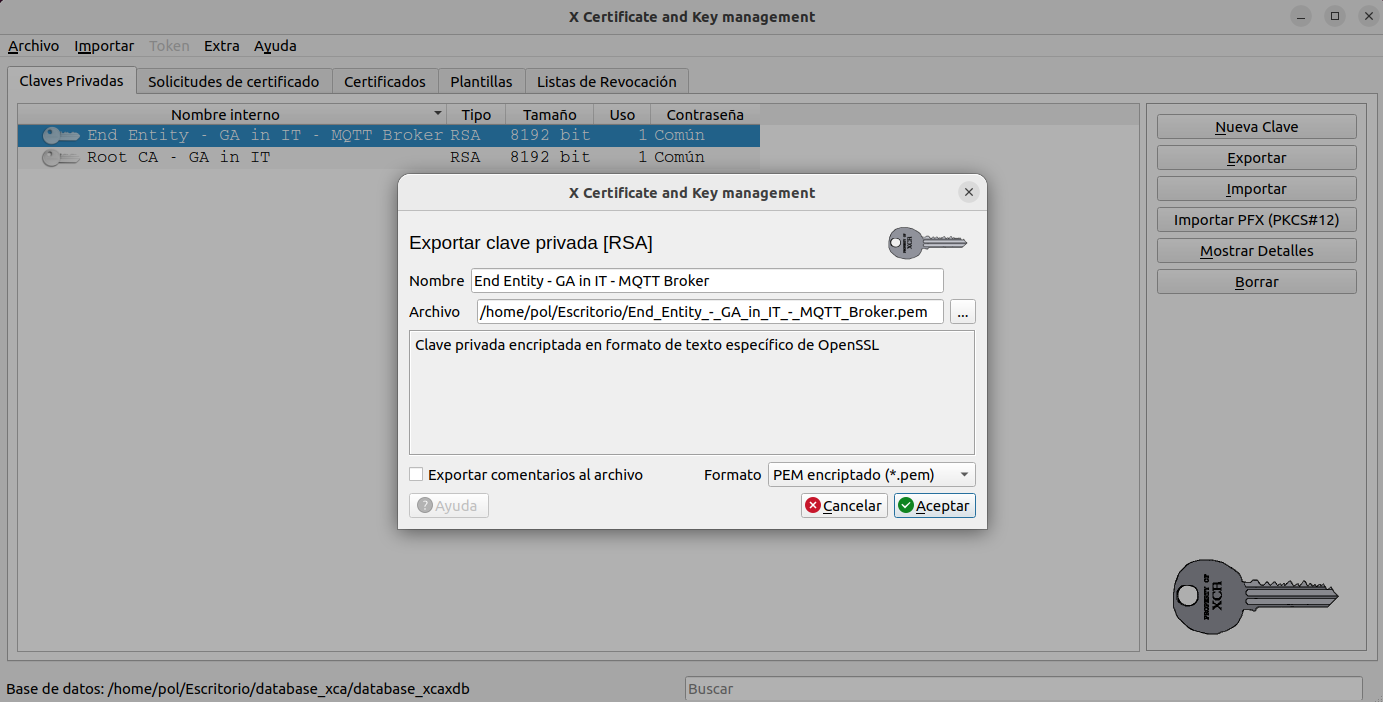 X Certificate and Key management
Archivo Importar Token Extra Ayuda
Claves Privadas Solicitudes de certificado Certificados Plantillas Listas de Revocación
Nombre interno Tipo Tamaño Uso Contraseña
End Entity - GA in IT - MQTT Broker RSA 8192 bit 1 Común
Root CA - GA in IT RSA 8192 bit 1 Común
Nueva Clave
Exportar
Importar
Importar PFX (PKCS#12)
Mostrar Detalles
Borrar
X Certificate and Key management
Exportar clave privada [RSA]
Nombre End Entity - GA in IT - MQTT Broker
Archivo /home/pol/Escritorio/End_Entity_-_GA_in_IT_-_MQTT_Broker.pem ...
Clave privada encriptada en formato de texto específico de OpenSSL
Exportar comentarios al archivo Formato PEM encriptado (*.pem)
Ayuda Cancelar Aceptar
PROPERTY OF
XCH
Base de datos: /home/pol/Escritorio/database_xca/database_xcaxdb Buscar